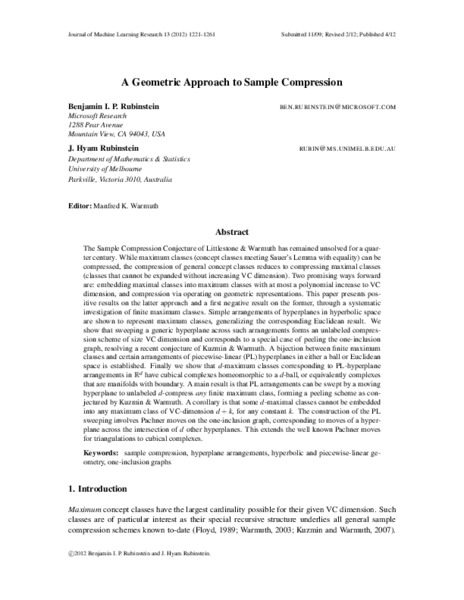 Journal of Machine Learning Research 13 (2012) 1221-1261 Submitted 11/09; Revised 2/12; Published 4/12
A Geometric Approach to Sample Compression
Benjamin I. P. Rubinstein BEN.RUBINSTEIN@MICROSOFT.COM
Microsoft Research
1288 Pear Avenue
Mountain View, CA 94043, USA
J. Hyam Rubinstein RUBIN@MS.UNIMELB.EDU.AU
Department of Mathematics & Statistics
University of Melbourne
Parkville, Victoria 3010, Australia
Editor: Manfred K. Warmuth
Abstract
The Sample Compression Conjecture of Littlestone & Warmuth has remained unsolved for a quar-
ter century. While maximum classes (concept classes meeting Sauer's Lemma with equality) can be
compressed, the compression of general concept classes reduces to compressing maximal classes
(classes that cannot be expanded without increasing VC dimension). Two promising ways forward
are: embedding maximal classes into maximum classes with at most a polynomial increase to VC
dimension, and compression via operating on geometric representations. This paper presents pos-
itive results on the latter approach and a first negative result on the former, through a systematic
investigation of finite maximum classes. Simple arrangements of hyperplanes in hyperbolic space
are shown to represent maximum classes, generalizing the corresponding Euclidean result. We
show that sweeping a generic hyperplane across such arrangements forms an unlabeled compres-
sion scheme of size VC dimension and corresponds to a special case of peeling the one-inclusion
graph, resolving a recent conjecture of Kuzmin & Warmuth. A bijection between finite maximum
classes and certain arrangements of piecewise-linear (PL) hyperplanes in either a ball or Euclidean
space is established. Finally we show that d-maximum classes corresponding to PL-hyperplane
arrangements in ℝᵈ have cubical complexes homeomorphic to a d-ball, or equivalently complexes
that are manifolds with boundary. A main result is that PL arrangements can be swept by a moving
hyperplane to unlabeled d-compress any finite maximum class, forming a peeling scheme as con-
jectured by Kuzmin & Warmuth. A corollary is that some d-maximal classes cannot be embedded
into any maximum class of VC-dimension d + k, for any constant k. The construction of the PL
sweeping involves Pachner moves on the one-inclusion graph, corresponding to moves of a hyper-
plane across the intersection of d other hyperplanes. This extends the well known Pachner moves
for triangulations to cubical complexes.
Keywords: sample compression, hyperplane arrangements, hyperbolic and piecewise-linear ge-
ometry, one-inclusion graphs
1. Introduction
Maximum concept classes have the largest cardinality possible for their given VC dimension. Such
classes are of particular interest as their special recursive structure underlies all general sample
compression schemes known to-date (Floyd, 1989; Warmuth, 2003; Kuzmin and Warmuth, 2007).
©2012 Benjamin I. P. Rubinstein and J. Hyam Rubinstein.